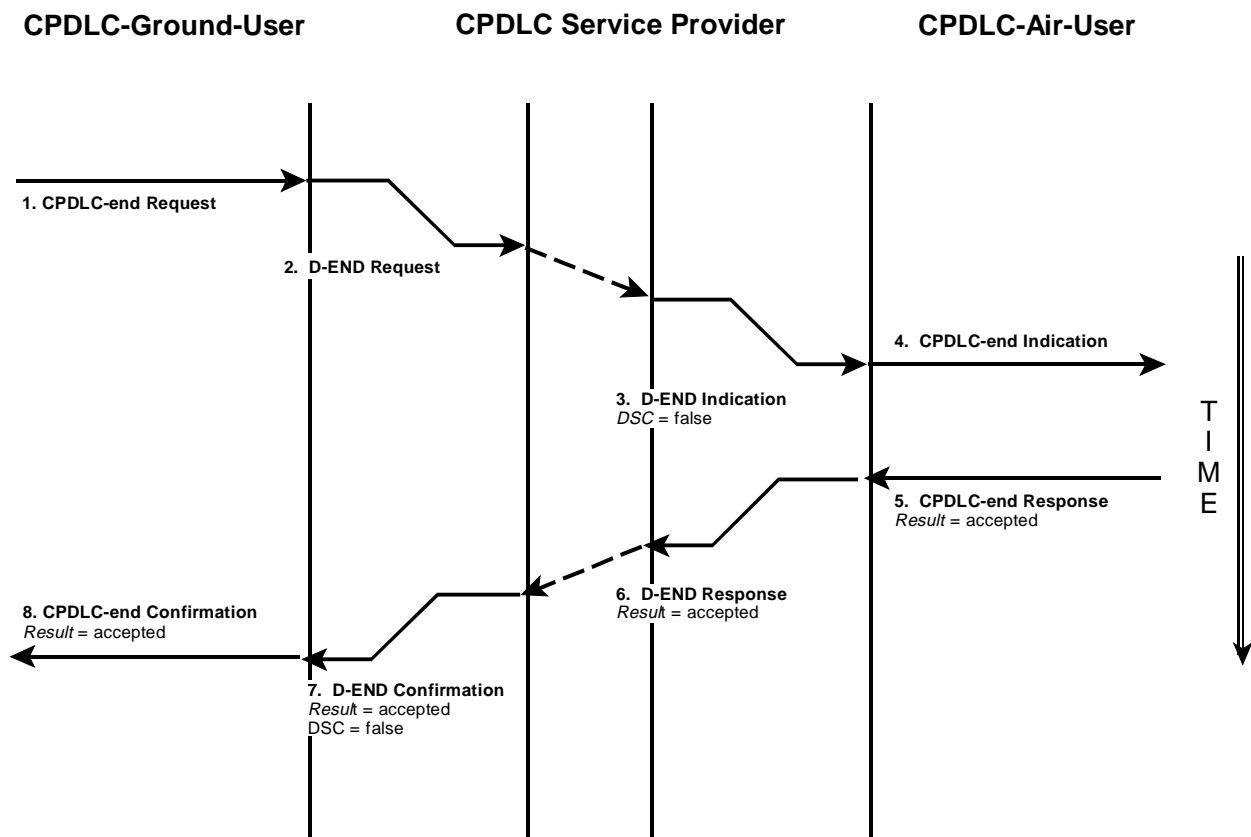 CPDLC-Ground-User
CPDLC Service Provider
CPDLC-Air-User
1. CPDLC-end Request
2. D-END Request
3. D-END Indication
DSC = false
4. CPDLC-end Indication
5. CPDLC-end Response
Result = accepted
6. D-END Response
Result = accepted
7. D-END Confirmation
Result = accepted
DSC = false
8. CPDLC-end Confirmation
Result = accepted
T
I
M
E